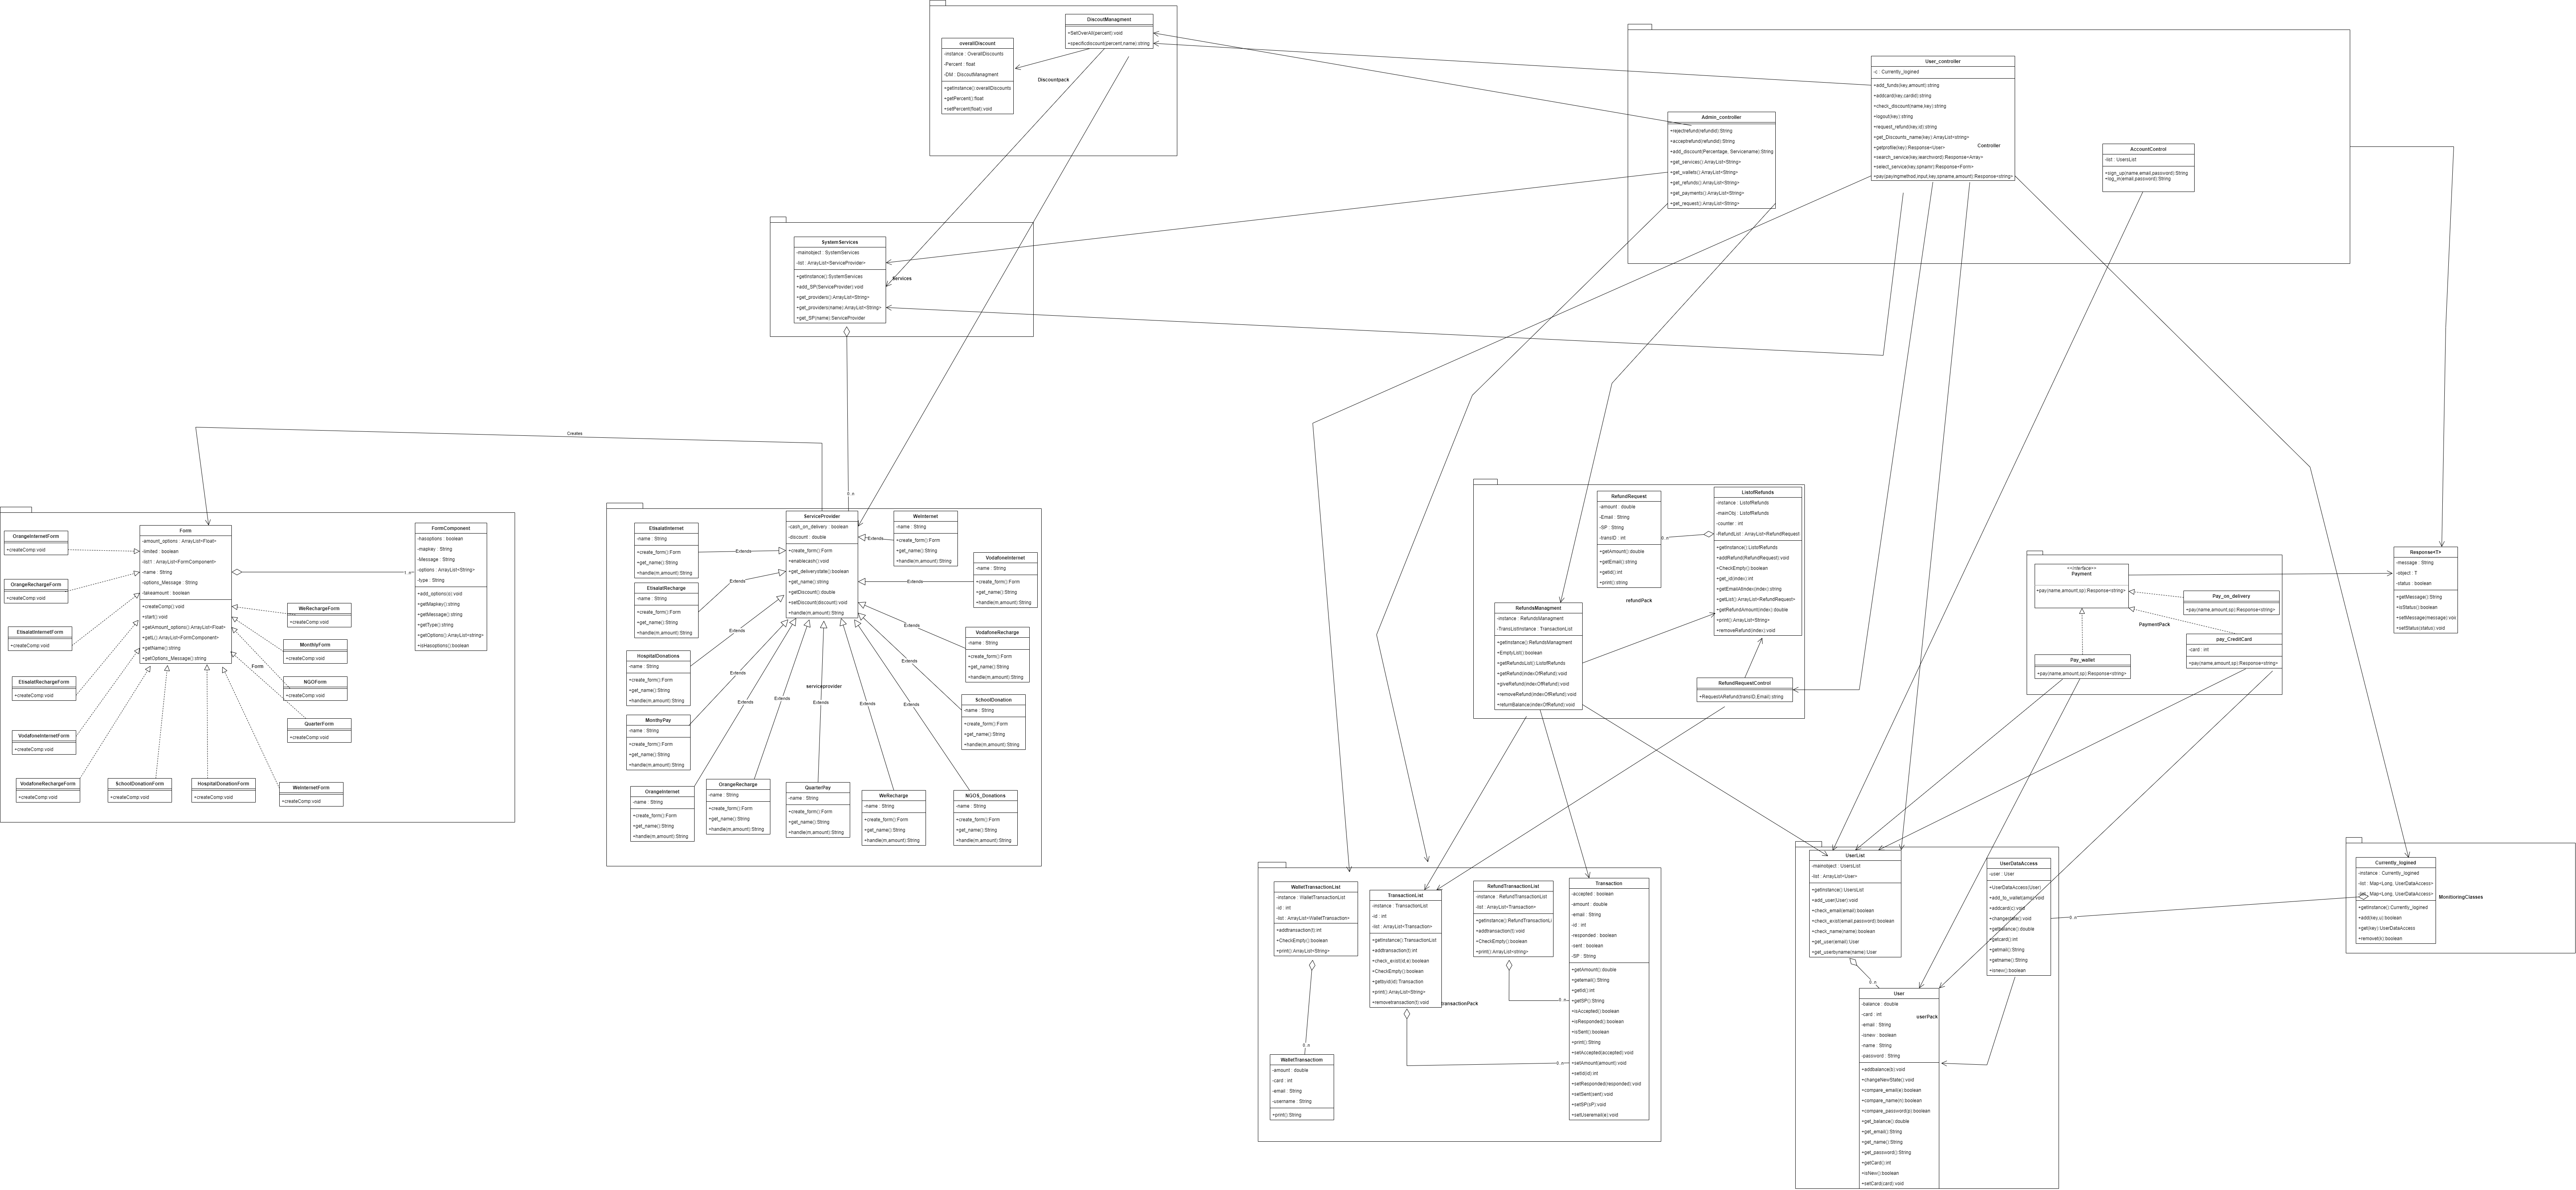 DiscoutManagment
+SetOverAll(percent):void
+specificdiscount(percent,name):string
overallDiscount
-instance : OverallDiscounts
-Percent : float
-DM : DiscoutManagment
+getInstance():overallDiscounts
+getPercent():float
+setPercent(float):void
Discountpack
User_controller
-c : Currently_logined
+add_funds(key,amount):string
+addcard(key,cardid):string
+check_discount(name,key):string
+logout(key):string
+request_refund(key,id):string
+get_Discounts_name(key):ArrayList<string>
+getprofile(key):Response<User>
+search_service(key,searchword):Response<Array>
+select_service(key,spname):Response<Form>
+pay(payingmethod,input,key,spname,amount):Response<string>
Controller
Admin_controller
+rejectrefund(refundid):String
+acceptrefund(refundid):String
+add_discount(Percentage, Servicename):String
+get_services():ArrayList<String>
+get_wallets():ArrayList<String>
+get_refunds():ArrayList<String>
+get_payments():ArrayList<String>
+get_request():ArrayList<String>
AccountControl
-list : UsersList
+sign_up(name,email,password):String
+log_in(email,password):String
SystemServices
-mainobject : SystemServices
-list : ArrayList<ServiceProvider>
+getInstance():SystemServices
+add_SP(ServiceProvider):void
+get_providers():ArrayList<String>
+get_providers(name):ArrayList<String>
+get_SP(name):ServiceProvider
Services
Creates
0..n
Form
-amount_options : ArrayList<Float>
-limited : boolean
-list1 : ArrayList<FormComponent>
-name : String
-options_Message : String
-takeamount : boolean
+createComp():void
+start():void
+getAmount_options():ArrayList<Float>
+getL():ArrayList<FormComponent>
+getName():string
+getOptions_Message():string
FormComponent
-hasoptions : boolean
-mapkey : String
-Message : String
-options : ArrayList<String>
-type : String
+add_options(o):void
+getMapkey():string
+getMessage():string
+getType():string
+getOptions():ArrayList<string>
+isHasoptions():boolean
OrangeInternetForm
+createComp:void
OrangeRechargeForm
+createComp:void
EtisalatInternetForm
+createComp:void
EtisalatRechargeForm
+createComp:void
VodafoneInternetForm
+createComp:void
VodafoneRechargeForm
+createComp:void
SchoolDonationForm
+createComp:void
HospitalDonationForm
+createComp:void
WeInternetForm
+createComp:void
WeRechargeForm
+createComp:void
MonthlyForm
+createComp:void
NGOForm
+createComp:void
QuarterForm
+createComp:void
Form
ServiceProvider
-cash_on_delivery : boolean
-discount : double
+create_form():Form
+enablecash():void
+get_deliverystate():boolean
+get_name():string
+getDiscount():double
+setDiscount(discount):void
+handle(m,amount):String
EtisalatInternet
-name : String
+create_form():Form
+get_name():String
+handle(m,amount):String
EtisalatRecharge
-name : String
+create_form():Form
+get_name():String
+handle(m,amount):String
HospitalDonations
-name : String
+create_form():Form
+get_name():String
+handle(m,amount):String
MonthyPay
-name : String
+create_form():Form
+get_name():String
+handle(m,amount):String
OrangeInternet
-name : String
+create_form():Form
+get_name():String
+handle(m,amount):String
OrangeRecharge
-name : String
+create_form():Form
+get_name():String
+handle(m,amount):String
QuarterPay
-name : String
+create_form():Form
+get_name():String
+handle(m,amount):String
WeRecharge
-name : String
+create_form():Form
+get_name():String
+handle(m,amount):String
NGOS_Donations
-name : String
+create_form():Form
+get_name():String
+handle(m,amount):String
SchoolDonation
-name : String
+create_form():Form
+get_name():String
+handle(m,amount):String
VodafoneRecharge
-name : String
+create_form():Form
+get_name():String
+handle(m,amount):String
VodafoneInternet
-name : String
+create_form():Form
+get_name():String
+handle(m,amount):String
WeInternet
-name : String
+create_form():Form
+get_name():String
+handle(m,amount):String
Extends
Extends
Extends
Extends
Extends
Extends
Extends
Extends
Extends
Extends
Extends
Extends
Extends
serviceprovider
RefundRequest
-amount : double
-Email : String
-SP : String
-transID : int
+getAmount():double
+getEmail():string
+getId():int
+print():string
0..n
ListofRefunds
-instance : ListofRefunds
-mainObj : ListofRefunds
-counter : int
-RefundList : ArrayList<RefundRequest
+getInstance():ListofRefunds
+addRefund(RefundRequest):void
+CheckEmpty():boolean
+get_id(index):int
+getEmailAtIndex(index):string
+getList():ArrayList<RefundRequest>
+getRefundAmount(index):double
+print():ArrayList<String>
+removeRefund(index):void
refundPack
RefundsManagment
-instance : RefundsManagment
-TransListInstance : TransactionList
+getInstance():RefundsManagment
+EmptyList():boolean
+getRefundsList():ListofRefunds
+getRefund(indexOfRefund):void
+giveRefund(indexOfRefund):void
+removeRefund(indexOfRefund):void
+returnBalance(indexOfRefund):void
RefundRequestControl
+RequestARefund(transID,Email):string
<<interface>>
Payment
+pay(name,amount,sp):Response<string>
Pay_on_delivery
+pay(name,amount,sp):Response<string>
PaymentPack
pay_CreditCard
-card : int
+pay(name,amount,sp):Response<string>
Pay_wallet
+pay(name,amount,sp):Response<string>
Response<T>
-message : String
-object : T
-status : boolean
+getMessage():String
+isStatus():boolean
+setMessage(message):voi
+setStatus(status):void
WalletTransactionList
-instance : WalletTransactionList
-id : int
-list : ArrayList<WalletTransaction>
+addtransaction(t):int
+CheckEmpty():boolean
+print():ArrayList<String>
0..n
WalletTransactiom
-amount : double
-card : int
-email : String
-username : String
+print():String
TransactionList
-instance : TransactionList
-id : int
-list : ArrayList<Transaction>
+getInstance():TransactionList
+addtransaction(t):int
+check_exist(id,e):boolean
+CheckEmpty():boolean
+getbyid(id):Transaction
+print():ArrayList<String>
+removetransaction(t):void
transactionPack
RefundTransactionList
-instance : RefundTransactionList
-list : ArrayList<Transaction>
+getInstance():RefundTransactionLi
+addtransaction(t):void
+CheckEmpty():boolean
+print():ArrayList<string>
0..n
0..n
Transaction
-accepted : boolean
-amount : double
-email : String
-id : int
-responded : boolean
-sent : boolean
-SP : String
+getAmount():double
+getemail():String
+getId():int
+getSP():String
+isAccepted():boolean
+isResponded():boolean
+isSent():boolean
+print():String
+setAccepted(accepted):void
+setAmount(amount):void
+setId(id):int
+setResponded(responded):void
+setSent(sent):void
+setSP(sP):void
+setUseremail(e):void
UserList
-mainobject : UsersList
-list : ArrayList<User>
+getInstance():UsersList
+add_user(User):void
+check_email(email):boolean
+check_exist(email,password):boolean
+check_name(name):boolean
+get_user(email):User
+get_userbyname(name):User
0..n
UserDataAccess
-user : User
+UserDataAccess(User)
+add_to_wallet(amo):void
+addcard(c):void
+changestate():void
+getbalance():double
+getcard():int
+getmail():String
+getname():String
+isnew():boolean
0..n
User
-balance : double
-card : int
-email : String
-isnew : boolean
-name : String
-password : String
+addbalance(b):void
+changeNewState():void
+compare_email(e):boolean
+compare_name(n):boolean
+compare_password(p):boolean
+get_balance():double
+get_email():String
+get_name():String
+get_password():String
+getCard():int
+isNew():boolean
+setCard(card):void
userPack
Currently_logined
-instance : Currently_logined
-list : Map<Long, UserDataAccess>
Map<Long, UserDataAccess>
+getInstance():Currently_logined
+add(key,u):boolean
+get(key):UserDataAccess
+remove(k):boolean
MonitoringClasses